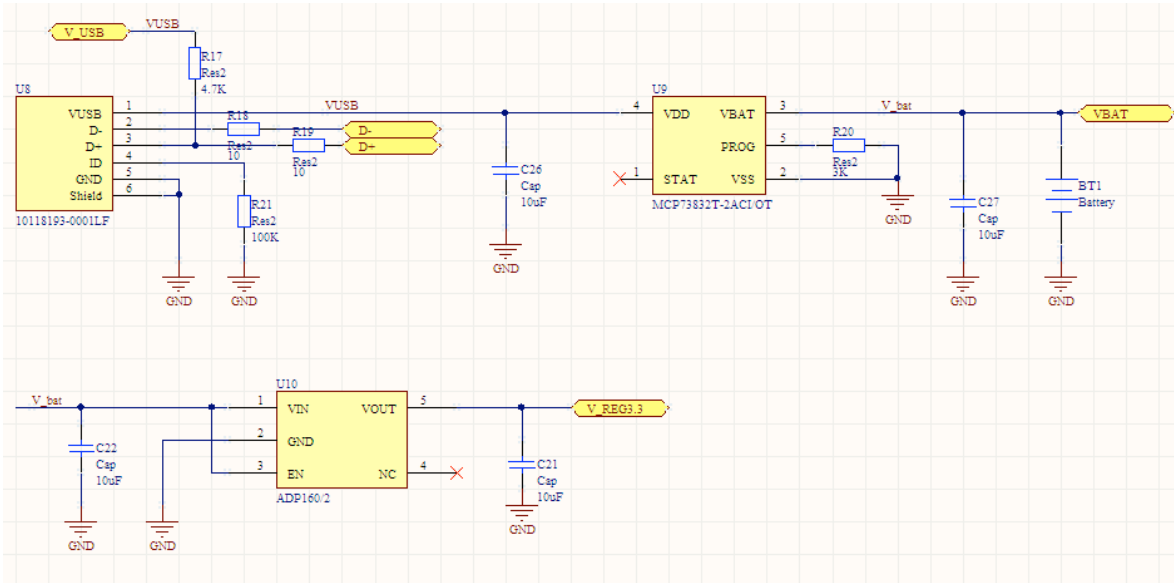 V_USB
VUSB
R17
Res2
4.7K
U8
VUSB 1
D- 2
D+ 3
ID 4
GND 5
Shield 6
10118193-0001LF
R18
Res2
10
VUSB
R19
Res2
10
D-
D+
R21
Res2
100K
GND
GND
C26
Cap
10uF
GND
U9
4 VDD VBAT 3
PROG 5
1 STAT VSS 2
MCP73832T-2ACI/OT
R20
Res2
3K
GND
V_bat
VBAT
C27
Cap
10uF
GND
BT1
Battery
GND
V_bat
C22
Cap
10uF
GND
GND
U10
1 VIN VOUT 5
2 GND
3 EN NC 4
ADP160/2
V_REG3.3
C21
Cap
10uF
GND